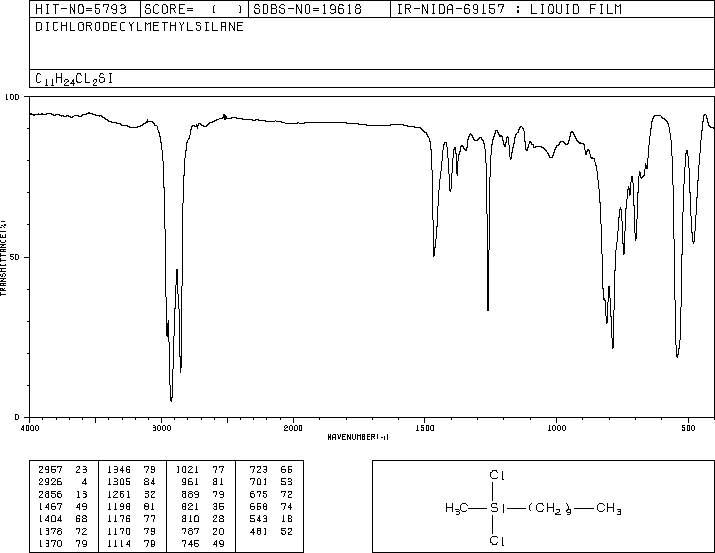 HIT-NO=5793 SCORE= ( ) SDBS-NO=19618 IR-NIDA-69157 : LIQUID FILM
DICHLORODECYLMETHYLSILANE
C11H24CL2SI
100
50
0
TRANSMITTANCE(%)
4000 3000 2000 1500 1000 500
WAVENUMBER(-1)
2957 23 1346 79 1021 77 723 66
2926 4 1305 84 961 81 701 53
2856 13 1261 32 889 79 675 72
1467 49 1198 81 821 36 658 74
1404 68 1176 77 810 28 543 18
1378 72 1170 79 787 20 481 52
1370 79 1114 79 745 49
Cl
H3C—Si—(CH2)9—CH3
Cl